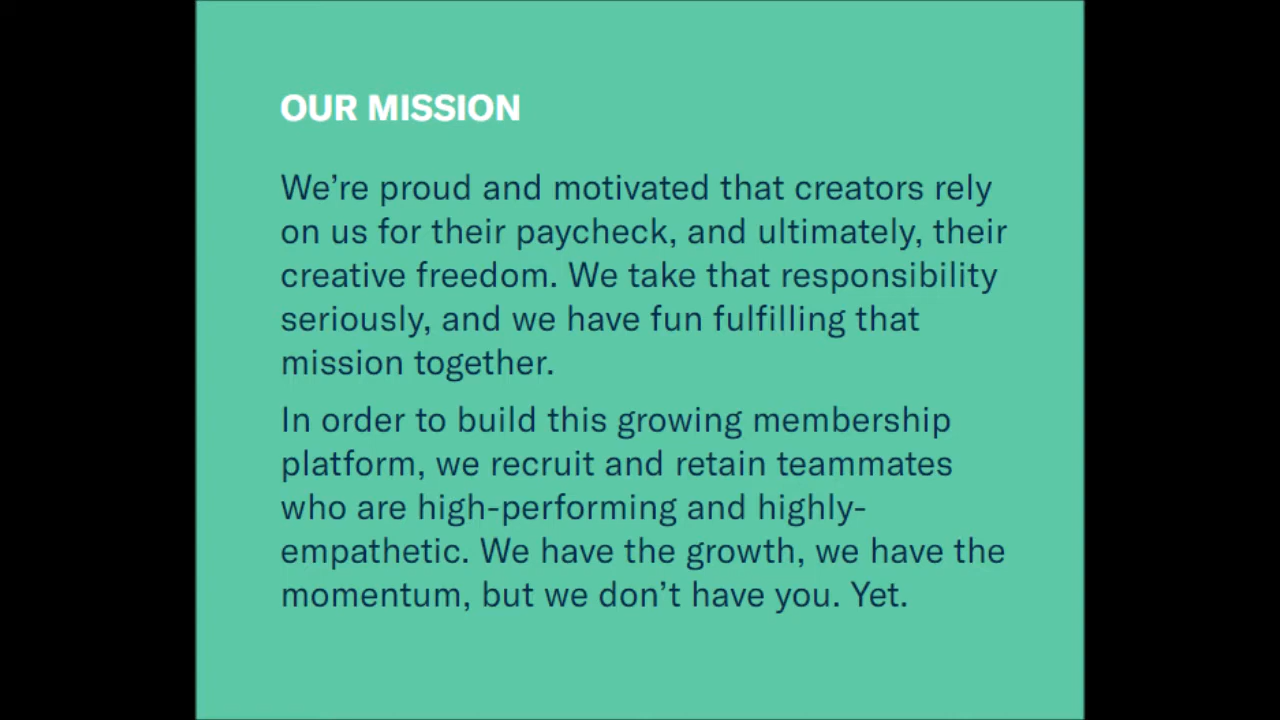 OUR MISSION
We’re proud and motivated that creators rely
on us for their paycheck, and ultimately, their
creative freedom. We take that responsibility
seriously, and we have fun fulfilling that
mission together.
In order to build this growing membership
platform, we recruit and retain teammates
who are high-performing and highly-
empathetic. We have the growth, we have the
momentum, but we don’t have you. Yet.